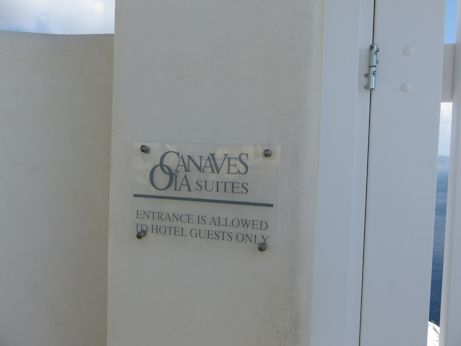 CANAVES
OIA SUITES
ENTRANCE IS ALLOWED
TO HOTEL GUESTS ONLY